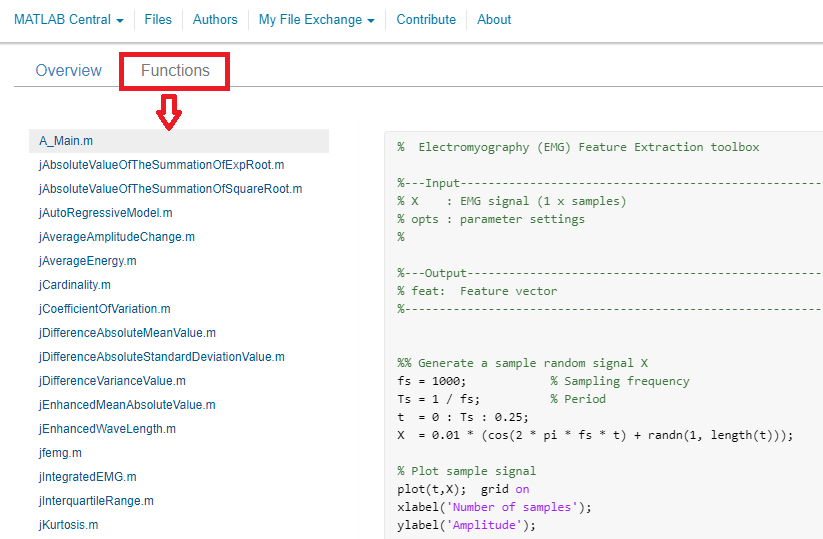 MATLAB Central Files Authors My File Exchange Contribute About
Overview Functions
A_Main.m
jAbsoluteValueOfTheSummationOfExpRoot.m
jAbsoluteValueOfTheSummationOfSquareRoot.m
jAutoRegressiveModel.m
jAverageAmplitudeChange.m
jAverageEnergy.m
jCardinality.m
jCoefficientOfVariation.m
jDifferenceAbsoluteMeanValue.m
jDifferenceAbsoluteStandardDeviationValue.m
jDifferenceVarianceValue.m
jEnhancedMeanAbsoluteValue.m
jEnhancedWaveLength.m
jfemg.m
jIntegratedEMG.m
jInterquartileRange.m
jKurtosis.m
%  Electromyography (EMG) Feature Extraction toolbox
%---Input---------------------------------------------------
% X    : EMG signal (1 x samples)
% opts : parameter settings
%
%---Output--------------------------------------------------
% feat:  Feature vector
%-----------------------------------------------------------
%% Generate a sample random signal X
fs = 1000;            % Sampling frequency
Ts = 1 / fs;          % Period
t  = 0 : Ts : 0.25;
X  = 0.01 * (cos(2 * pi * fs * t) + randn(1, length(t)));
% Plot sample signal
plot(t,X);  grid on
xlabel('Number of samples');
ylabel('Amplitude');